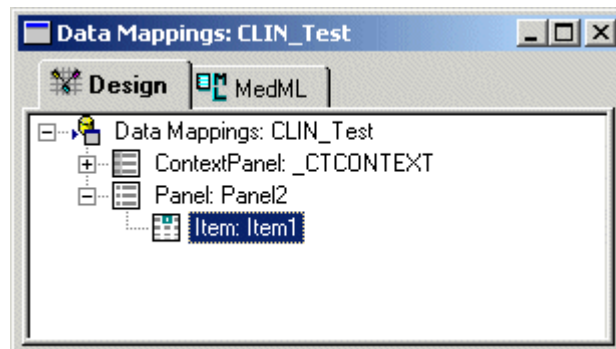 Data Mappings: CLIN_Test
Design MedML
Data Mappings: CLIN_Test
ContextPanel: _CTCONTEXT
Panel: Panel2
Item: Item1